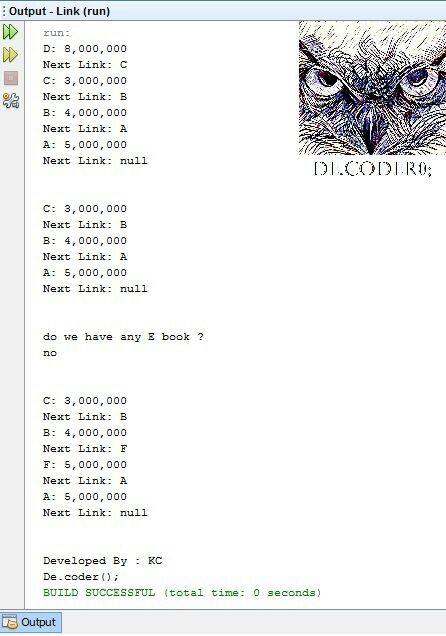 Output - Link (run)
run:
D: 8,000,000
Next Link: C
C: 3,000,000
Next Link: B
B: 4,000,000
Next Link: A
A: 5,000,000
Next Link: null
DE.CODER0;
C: 3,000,000
Next Link: B
B: 4,000,000
Next Link: A
A: 5,000,000
Next Link: null
do we have any E book ?
no
C: 3,000,000
Next Link: B
B: 4,000,000
Next Link: F
F: 5,000,000
Next Link: A
A: 5,000,000
Next Link: null
Developed By : KC
De.coder();
BUILD SUCCESSFUL (total time: 0 seconds)
Output